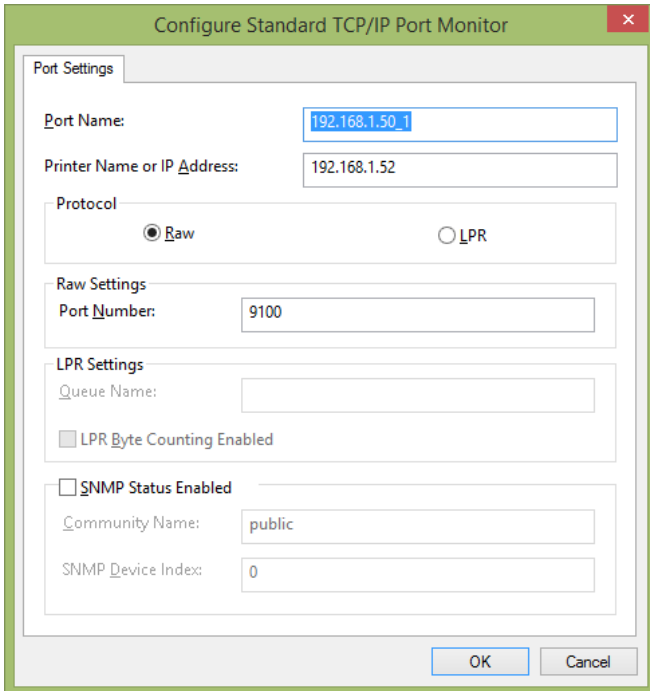 Configure Standard TCP/IP Port Monitor
Port Settings
Port Name: 192.168.1.50_1
Printer Name or IP Address: 192.168.1.52
Protocol
Raw LPR
Raw Settings
Port Number: 9100
LPR Settings
Queue Name:
LPR Byte Counting Enabled
SNMP Status Enabled
Community Name: public
SNMP Device Index: 0
OK Cancel